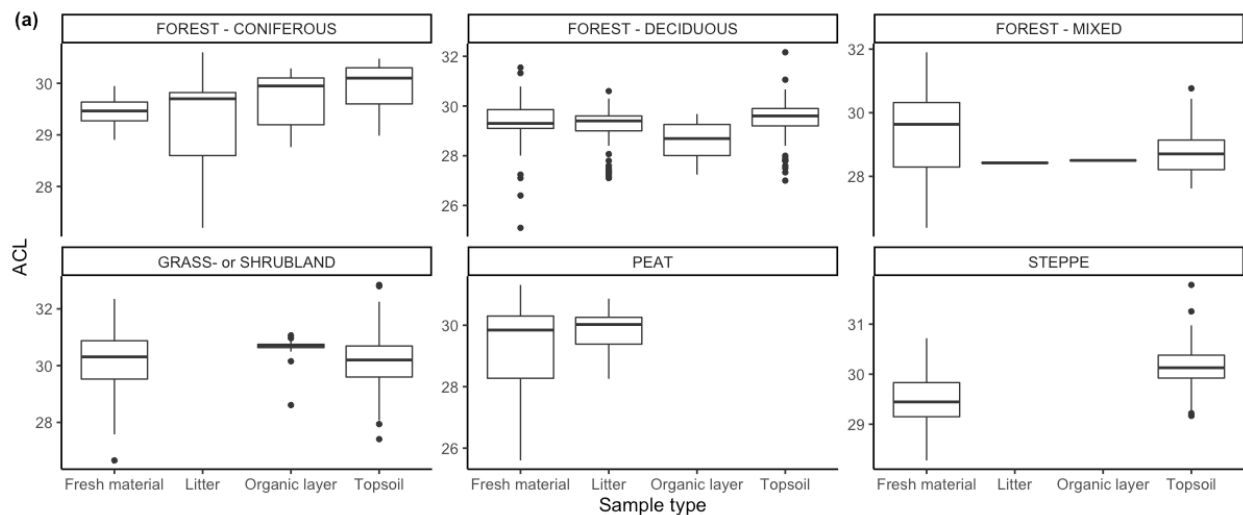 (a)
FOREST - CONIFEROUS
FOREST - DECIDUOUS
FOREST - MIXED
30
29
28
32
30
28
26
32
30
28
ACL
GRASS- or SHRUBLAND
PEAT
STEPPE
32
30
28
30
28
26
31
30
29
Fresh material Litter Organic layer Topsoil
Fresh material Litter Organic layer Topsoil
Fresh material Litter Organic layer Topsoil
Sample type